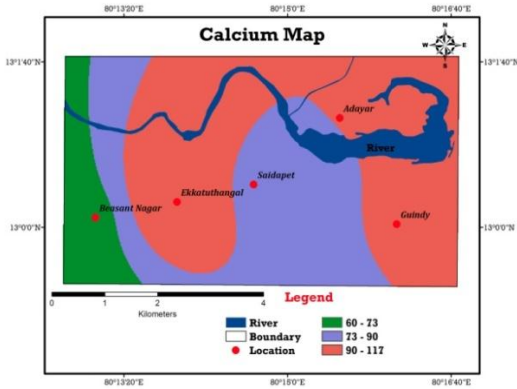 80°13'20"E 80°15'0"E 80°16'40"E
Calcium Map
N
W E
S
13°1'40"N 13°1'40"N
Adayar
River
Saidapet
Ekkatuthangal
Beasant Nagar
Guindy
13°0'0"N 13°0'0"N
0 1 2 4
Kilometers
Legend
River 60 - 73
Boundary 73 - 90
Location 90 - 117
80°13'20"E 80°15'0"E 80°16'40"E